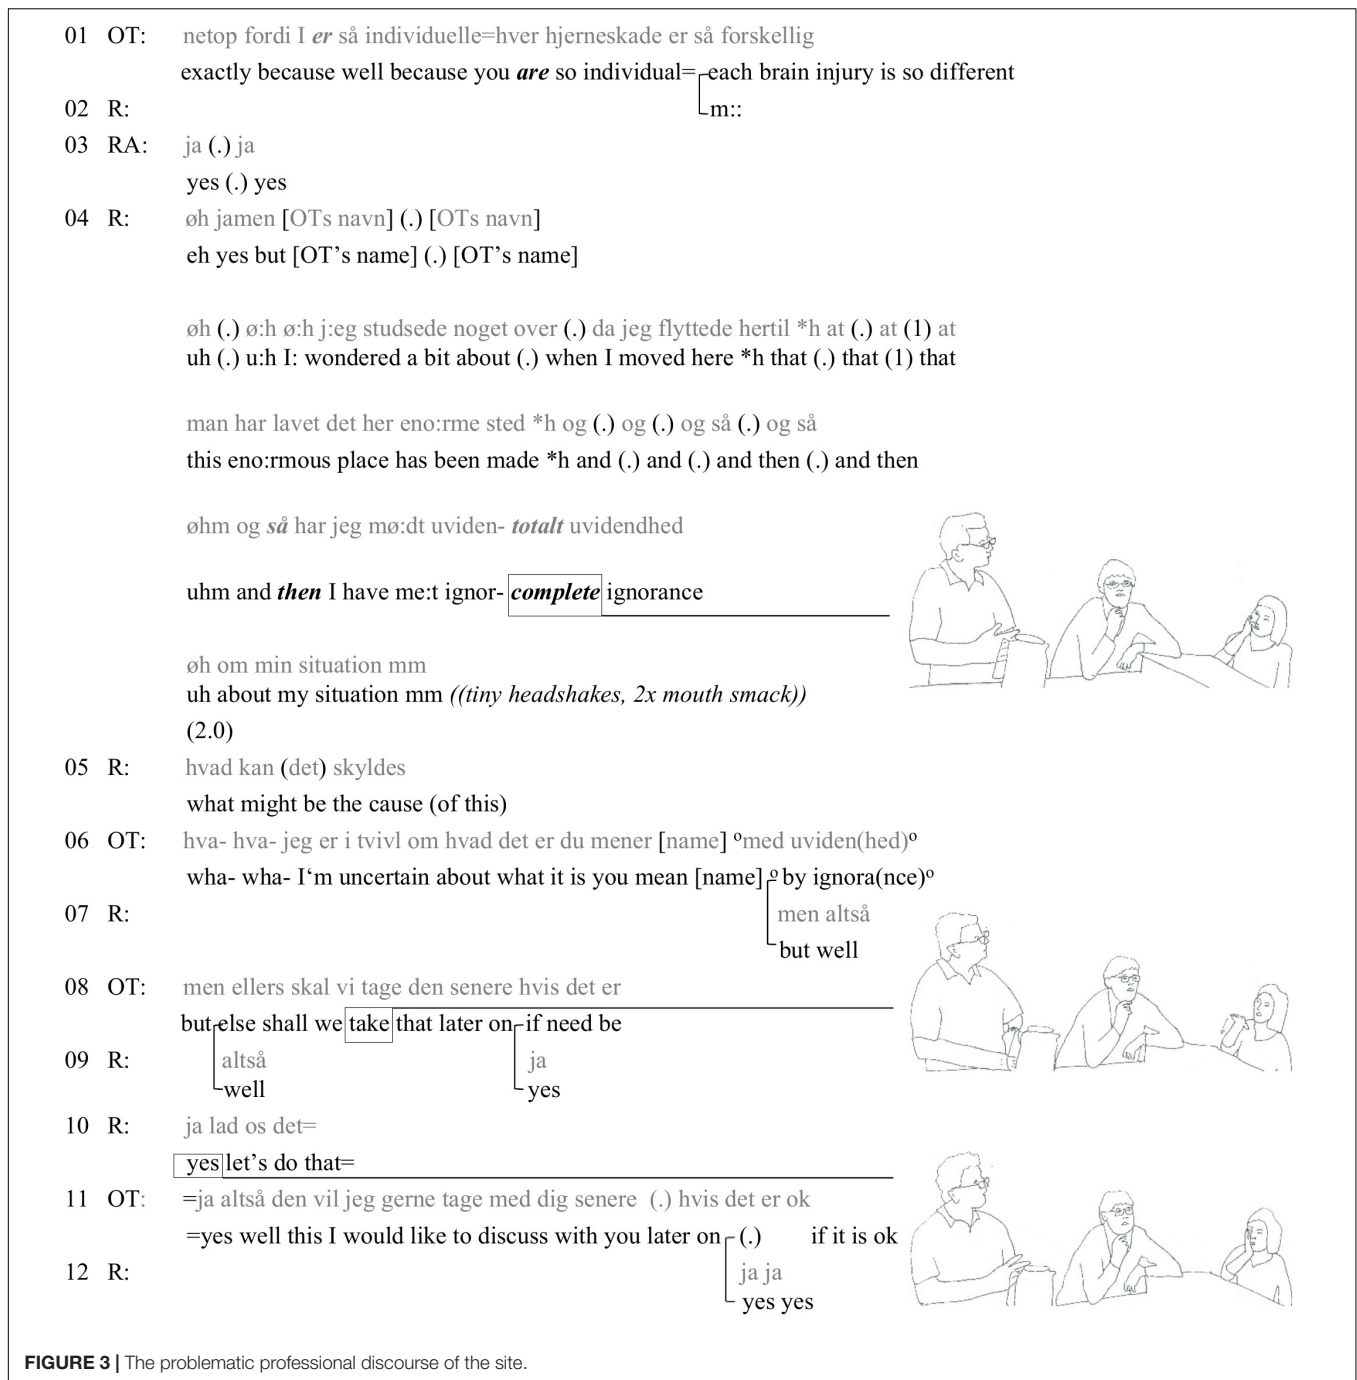 01 OT: netop fordi I er så individuelle=hver hjerneskade er så forskellig
exactly because well because you are so individual=each brain injury is so different
02 R: m::
03 RA: ja (.) ja
yes (.) yes
04 R: øh jamen [OTs navn] (.) [OTs navn]
eh yes but [OT's name] (.) [OT's name]
øh (.) ø:h ø:h j:eg studsede noget over (.) da jeg flyttede hertil *h at (.) at (1) at
uh (.) u:h I: wondered a bit about (.) when I moved here *h that (.) that (1) that
man har lavet det her eno:rme sted *h og (.) og (.) og så (.) og så
this eno:rmous place has been made *h and (.) and (.) and then (.) and then
øhm og så har jeg mø:dt uviden- totalt uvidendhed
uhm and then I have me:t ignor- complete ignorance
øh om min situation mm
uh about my situation mm ((tiny headshakes, 2x mouth smack))
(2.0)
05 R: hvad kan (det) skyldes
what might be the cause (of this)
06 OT: hva- hva- jeg er i tvivl om hvad det er du mener [name] ºmed uviden(hed)º
wha- wha- I‘m uncertain about what it is you mean [name] ºby ignora(nce)º
07 R: men altså
but well
08 OT: men ellers skal vi tage den senere hvis det er
but else shall we take that later on if need be
09 R: altså ja
well yes
10 R: ja lad os det=
yes let's do that=
11 OT: =ja altså den vil jeg gerne tage med dig senere (.) hvis det er ok
=yes well this I would like to discuss with you later on (.) if it is ok
12 R: ja ja
yes yes
FIGURE 3 | The problematic professional discourse of the site.